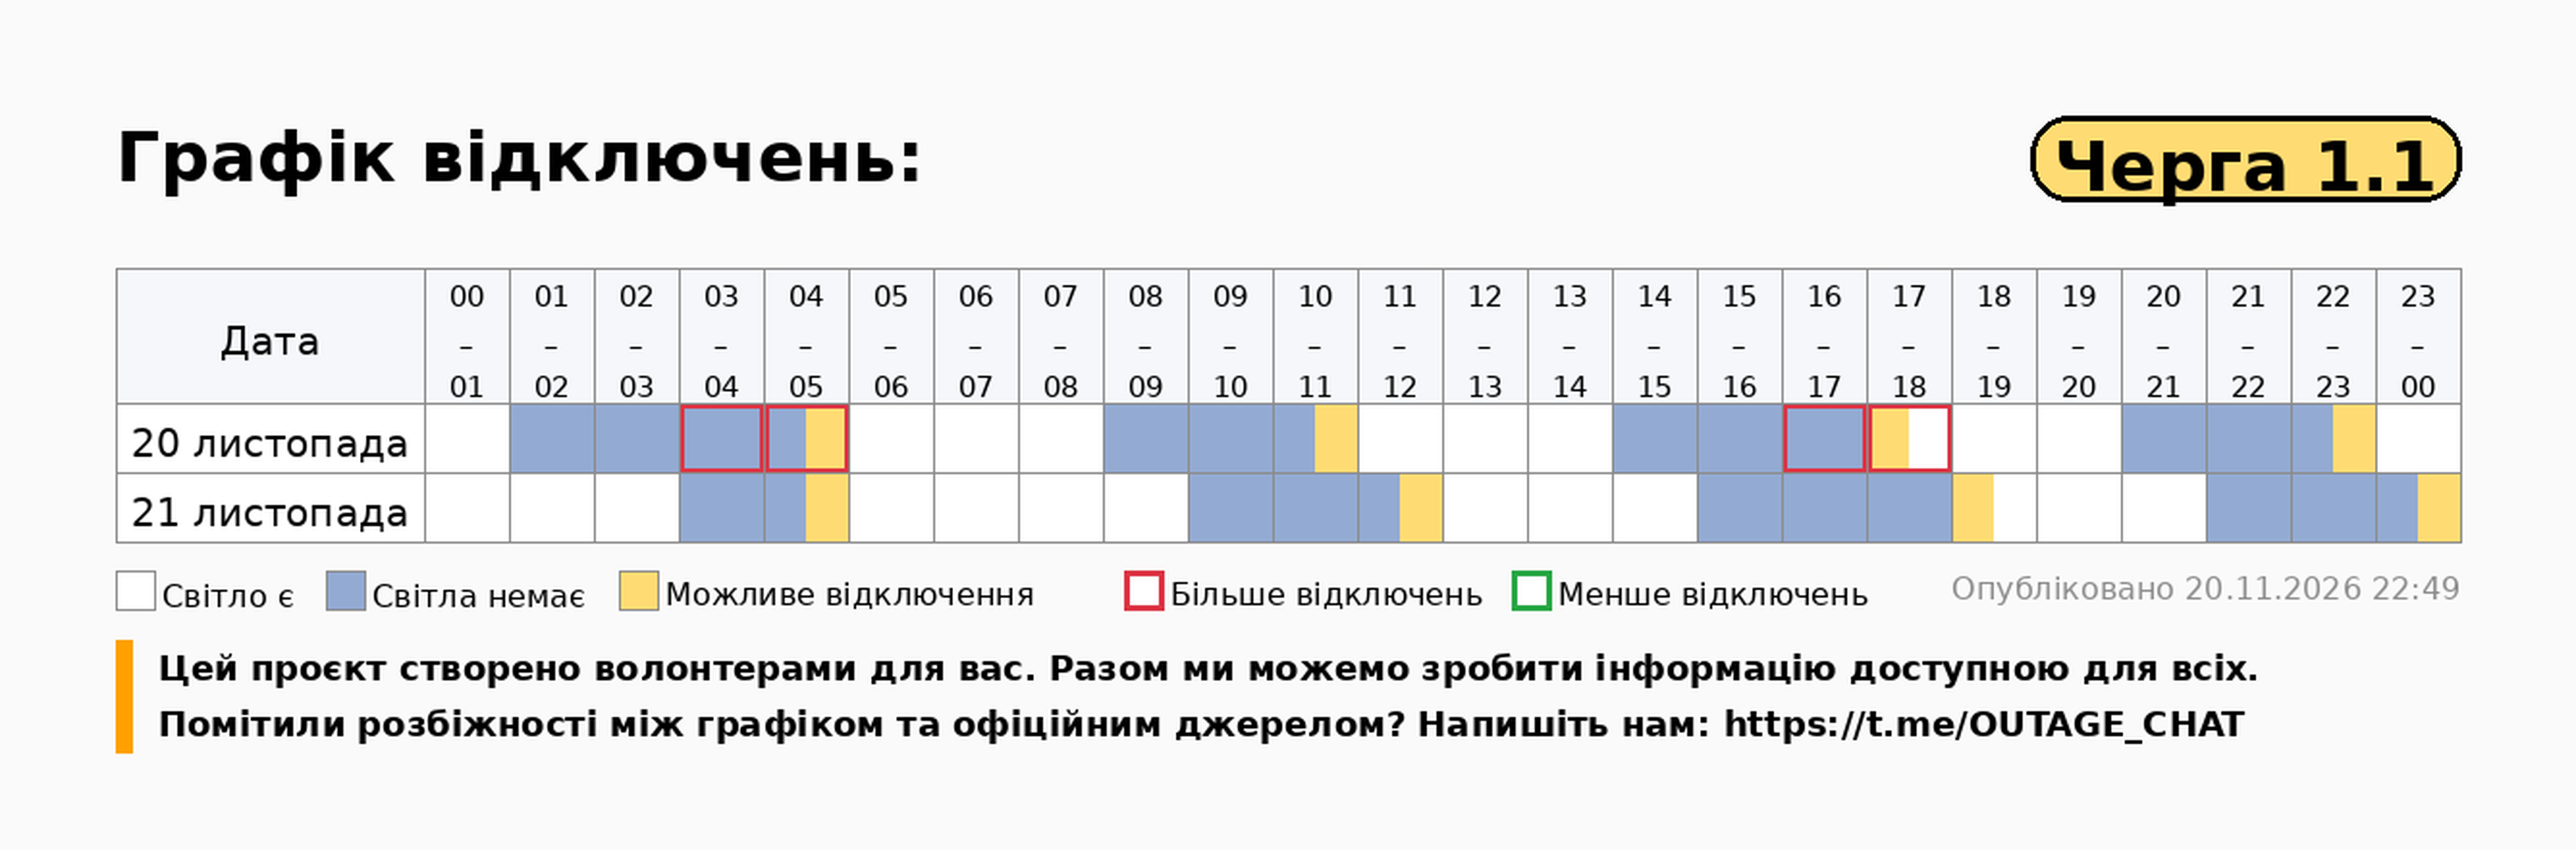 Графік відключень:
Черга 1.1
Дата
00 – 01
01 – 02
02 – 03
03 – 04
04 – 05
05 – 06
06 – 07
07 – 08
08 – 09
09 – 10
10 – 11
11 – 12
12 – 13
13 – 14
14 – 15
15 – 16
16 – 17
17 – 18
18 – 19
19 – 20
20 – 21
21 – 22
22 – 23
23 – 00
20 листопада
21 листопада
Світло є
Світла немає
Можливе відключення
Більше відключень
Менше відключень
Опубліковано 20.11.2026 22:49
Цей проєкт створено волонтерами для вас. Разом ми можемо зробити інформацію доступною для всіх.
Помітили розбіжності між графіком та офіційним джерелом? Напишіть нам: https://t.me/OUTAGE_CHAT